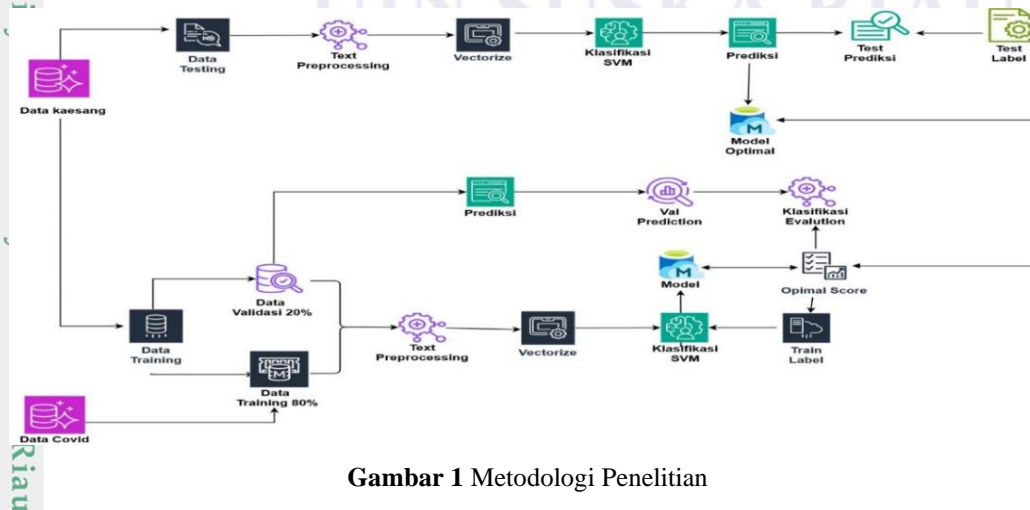 Data
Testing
Text
Preprocessing
Vectorize
Klasifikasi
SVM
Prediksi
Test
Prediksi
Test
Label
Data kaesang
Model
Optimal
Prediksi
Val
Prediction
Klasifikasi
Evalution
Data
Validasi 20%
Model
Opimal Score
Data
Training
Text
Preprocessing
Vectorize
Klasifikasi
SVM
Train
Label
Data
Training 80%
Data Covid
Riau
Gambar 1 Metodologi Penelitian